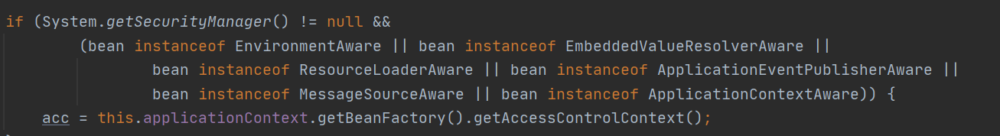 if (System.getSecurityManager() != null &&
(bean instanceof EnvironmentAware || bean instanceof EmbeddedValueResolverAware ||
bean instanceof ResourceLoaderAware || bean instanceof ApplicationEventPublisherAware ||
bean instanceof MessageSourceAware || bean instanceof ApplicationContextAware)) {
acc = this.applicationContext.getBeanFactory().getAccessControlContext();